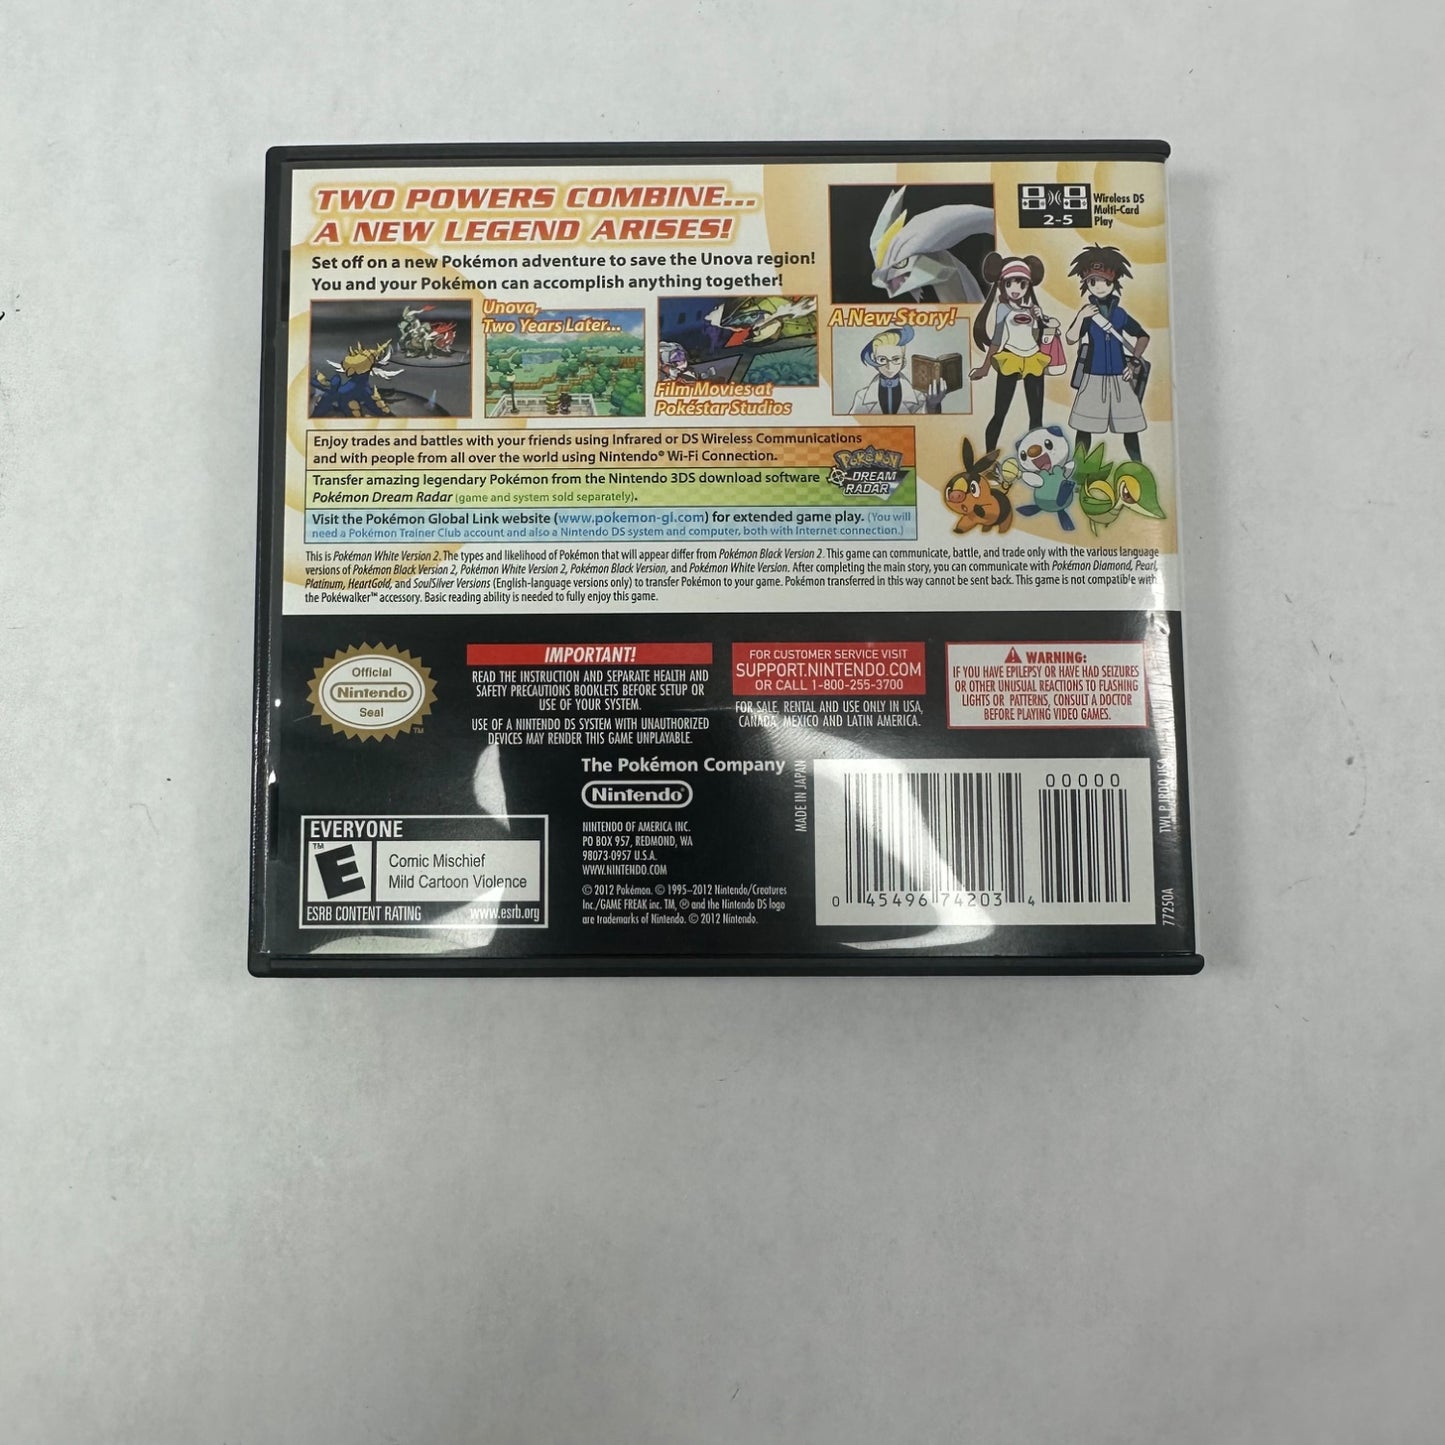 TWO POWERS COMBINE...
A NEW LEGEND ARISES!
Set off on a new Pokémon adventure to save the Unova region!
You and your Pokémon can accomplish anything together!
Unova,
Two Years Later...
Film Movies at
Pokéstar Studios
A New Story!
2-5
Wireless DS
Multi-Card
Play
Enjoy trades and battles with your friends using Infrared or DS Wireless Communications
and with people from all over the world using Nintendo® Wi-Fi Connection.
Transfer amazing legendary Pokémon from the Nintendo 3DS download software
Pokémon Dream Radar (game and system sold separately).
POKéMON
DREAM
RADAR
Visit the Pokémon Global Link website (www.pokemon-gl.com) for extended game play. (You will
need a Pokémon Trainer Club account and also a Nintendo DS system and computer, both with Internet connection.)
This is Pokémon White Version 2. The types and likelihood of Pokémon that will appear differ from Pokémon Black Version 2. This game can communicate, battle, and trade only with the various language
versions of Pokémon Black Version 2, Pokémon White Version 2, Pokémon Black Version, and Pokémon White Version. After completing the main story, you can communicate with Pokémon Diamond, Pearl,
Platinum, HeartGold, and SoulSilver Versions (English-language versions only) to transfer Pokémon to your game. Pokémon transferred in this way cannot be sent back. This game is not compatible with
the Pokéwalker™ accessory. Basic reading ability is needed to fully enjoy this game.
Official
Nintendo
Seal
TM
IMPORTANT!
READ THE INSTRUCTION AND SEPARATE HEALTH AND
SAFETY PRECAUTIONS BOOKLETS BEFORE SETUP OR
USE OF YOUR SYSTEM.
USE OF A NINTENDO DS SYSTEM WITH UNAUTHORIZED
DEVICES MAY RENDER THIS GAME UNPLAYABLE.
FOR CUSTOMER SERVICE VISIT
SUPPORT.NINTENDO.COM
OR CALL 1-800-255-3700
FOR SALE, RENTAL AND USE ONLY IN USA,
CANADA, MEXICO AND LATIN AMERICA.
WARNING:
IF YOU HAVE EPILEPSY OR HAVE HAD SEIZURES
OR OTHER UNUSUAL REACTIONS TO FLASHING
LIGHTS OR PATTERNS, CONSULT A DOCTOR
BEFORE PLAYING VIDEO GAMES.
The Pokémon Company
Nintendo®
NINTENDO OF AMERICA INC.
PO BOX 957, REDMOND, WA
98073-0957 U.S.A.
WWW.NINTENDO.COM
© 2012 Pokémon. © 1995–2012 Nintendo/Creatures
Inc./GAME FREAK inc. TM, ® and the Nintendo DS logo
are trademarks of Nintendo. © 2012 Nintendo.
EVERYONE
TM
E
Comic Mischief
Mild Cartoon Violence
ESRB CONTENT RATING www.esrb.org
MADE IN JAPAN
00000
0 45496 74203 4
TWL P IRDO USA
77250A